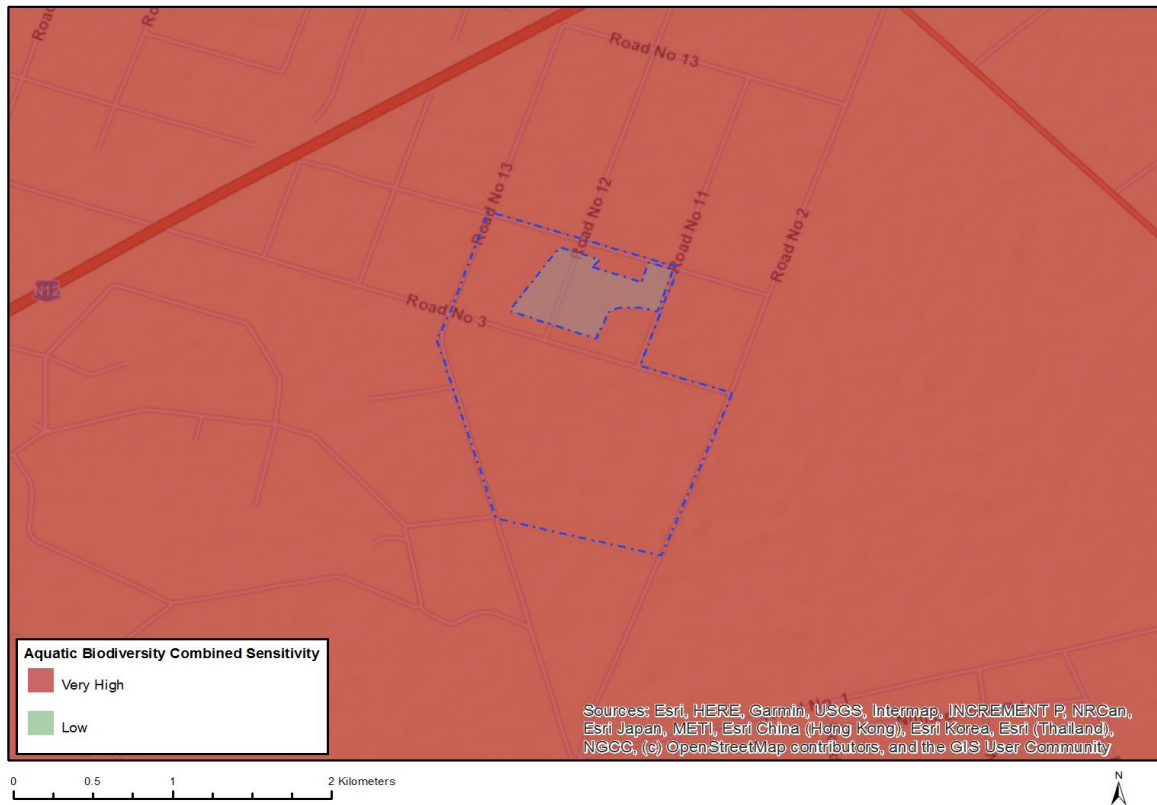 Road
Ro
Road No 13
Road No 13
Road No 12
Road No 11
Road No 2
N12
Road No 3
Aquatic Biodiversity Combined Sensitivity
Very High
Low
Sources: Esri, HERE, Garmin, USGS, Intermap, INCREMENT P, NRCan,
Esri Japan, METI, Esri China (Hong Kong), Esri Korea, Esri (Thailand),
NGCC, (c) OpenStreetMap contributors, and the GIS User Community
0 0.5 1 2 Kilometers
N